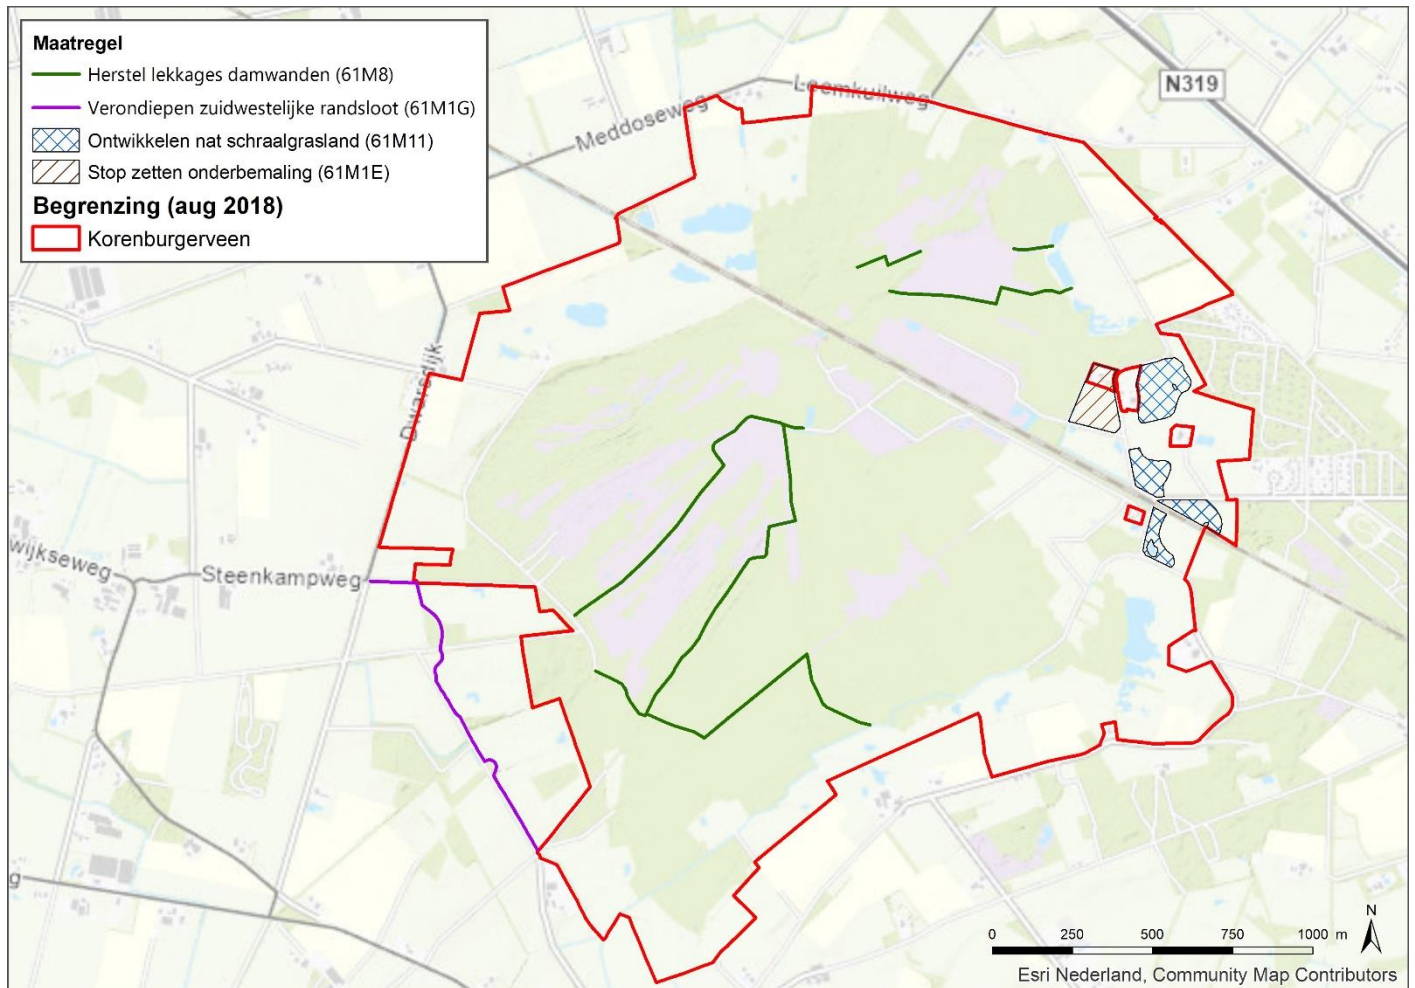 Maatregel
Herstel lekkages damwanden (61M8)
Verondiepen zuidwestelijke randsloot (61M1G)
Ontwikkelen nat schraalgrasland (61M11)
Stop zetten onderbemaling (61M1E)
Begrenzing (aug 2018)
Korenburgerveen
N319
Leemkuilweg
Meddoseweg
Dwarsdijk
wijkseweg
Steenkampweg
g
N
0 250 500 750 1000 m
Esri Nederland, Community Map Contributors